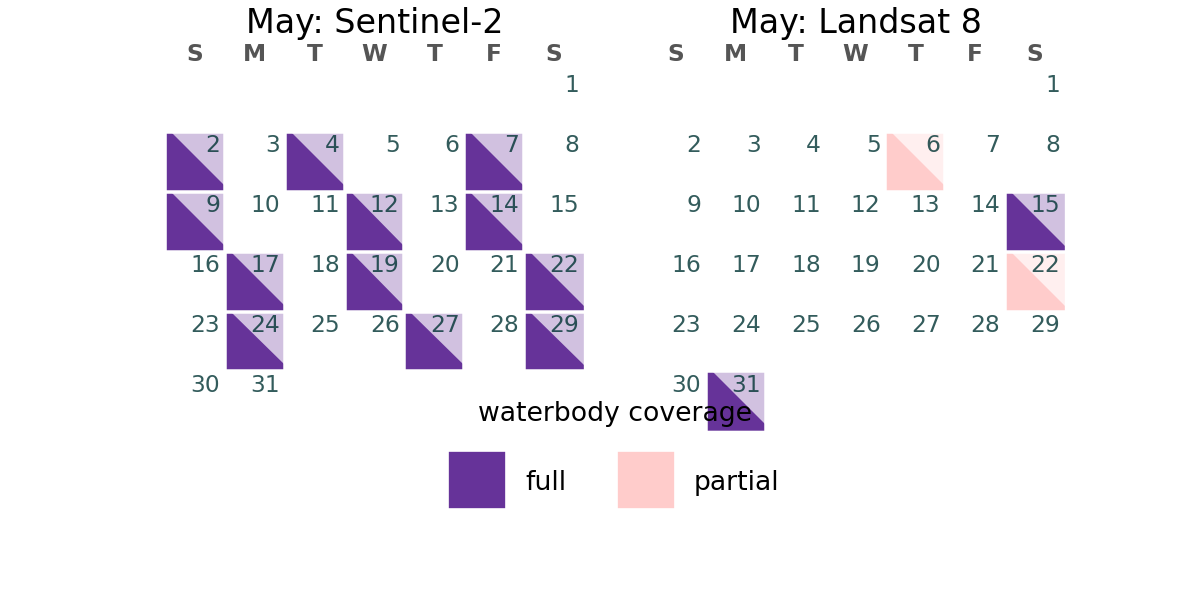 May: Sentinel-2
S M T W T F S
1
2 3 4 5 6 7 8
9 10 11 12 13 14 15
16 17 18 19 20 21 22
23 24 25 26 27 28 29
30 31
May: Landsat 8
S M T W T F S
1
2 3 4 5 6 7 8
9 10 11 12 13 14 15
16 17 18 19 20 21 22
23 24 25 26 27 28 29
30 31
waterbody coverage
full partial